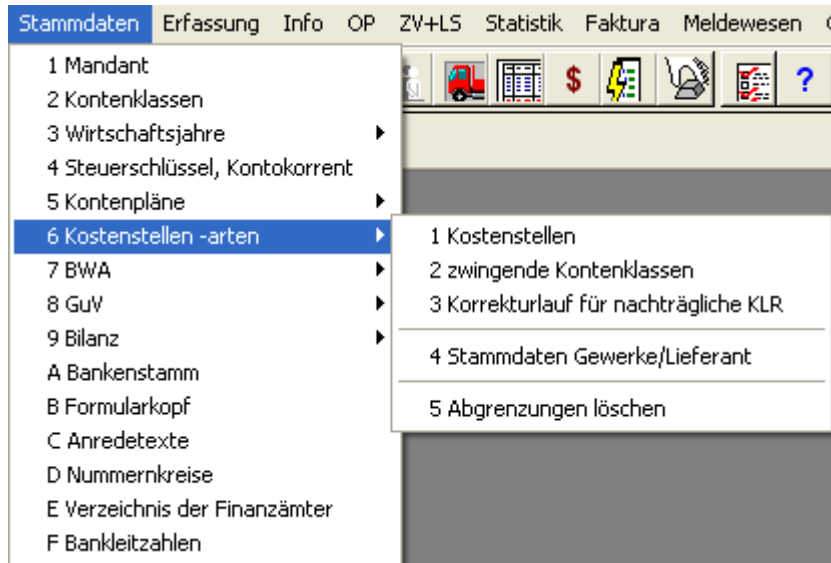 Stammdaten Erfassung Info OP ZV+LS Statistik Faktura Meldewesen
$ ?
1 Mandant
2 Kontenklassen
3 Wirtschaftsjahre
4 Steuerschlüssel, Kontokorrent
5 Kontenpläne
6 Kostenstellen -arten
7 BWA
8 GuV
9 Bilanz
A Bankenstamm
B Formularkopf
C Anredetexte
D Nummernkreise
E Verzeichnis der Finanzämter
F Bankleitzahlen
1 Kostenstellen
2 zwingende Kontenklassen
3 Korrekturlauf für nachträgliche KLR
4 Stammdaten Gewerke/Lieferant
5 Abgrenzungen löschen